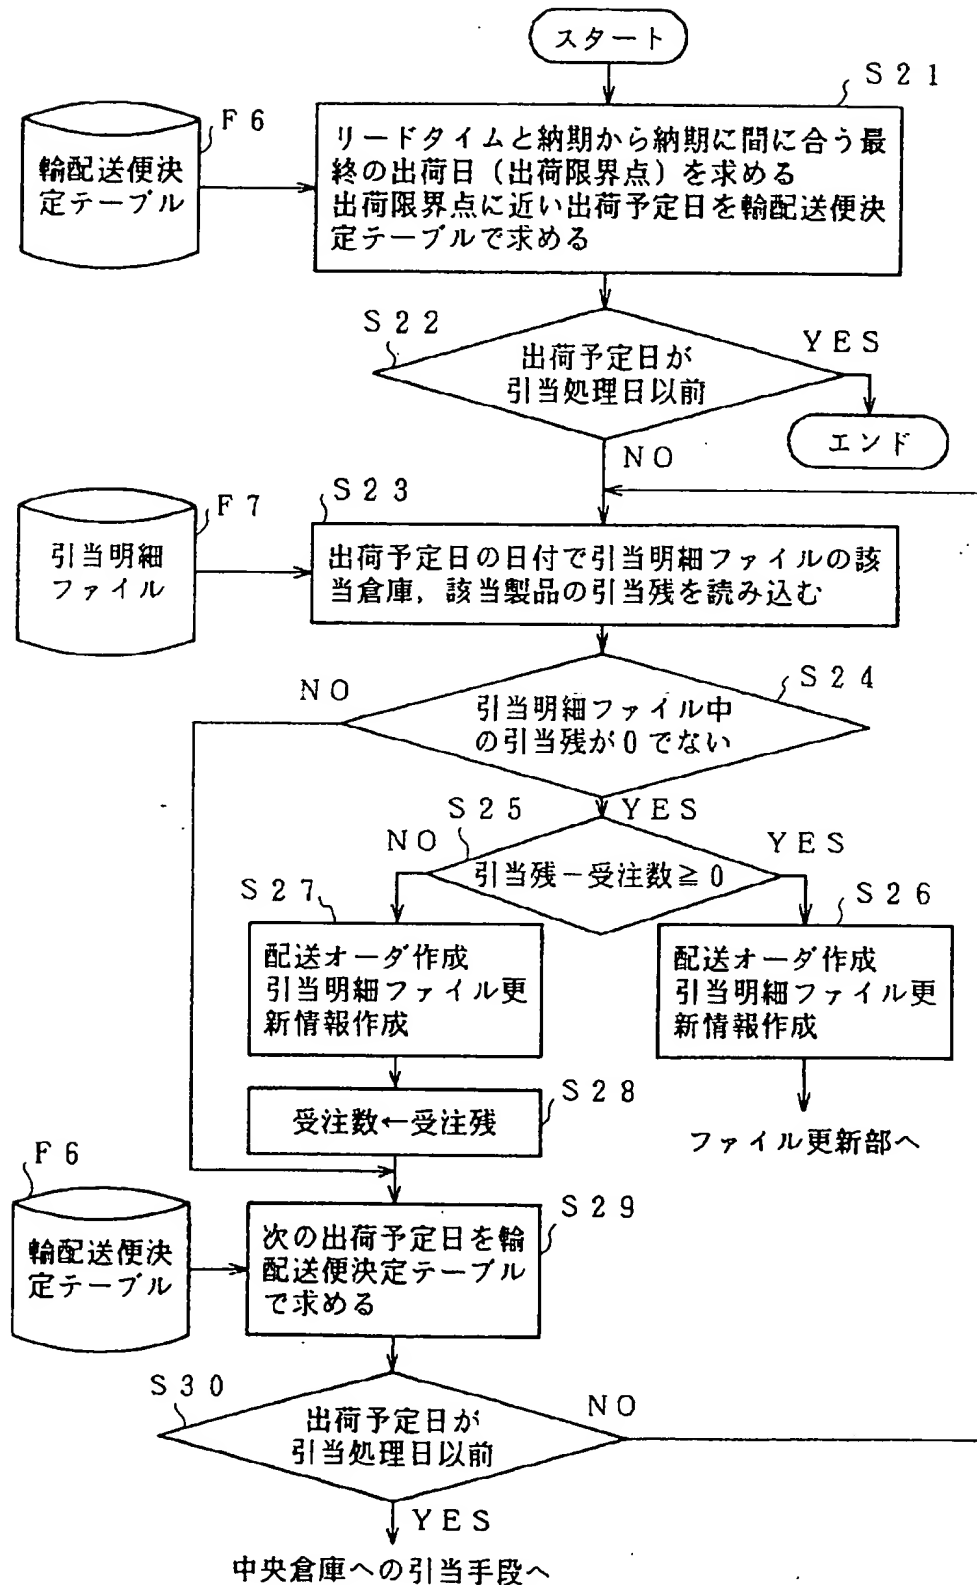 スタート
S21
F6
輪配送便決
定テーブル
リードタイムと納期から納期に間に合う最
終の出荷日(出荷限界点)を求める
出荷限界点に近い出荷予定日を輪配送便決
定テーブルで求める
S22
出荷予定日が
引当処理日以前
YES
エンド
NO
F7
引当明細
ファイル
S23
出荷予定日の日付で引当明細ファイルの該
当倉庫,該当製品の引当残を読み込む
S24
NO
引当明細ファイル中
の引当残が0でない
YES
S25
NO
引当残-受注数≧0
YES
S27
配送オーダ作成
引当明細ファイル更
新情報作成
S26
配送オーダ作成
引当明細ファイル更
新情報作成
ファイル更新部へ
S28
受注数←受注残
F6
輪配送便決
定テーブル
S29
次の出荷予定日を輪
配送便決定テーブル
で求める
S30
出荷予定日が
引当処理日以前
NO
YES
中央倉庫への引当手段へ